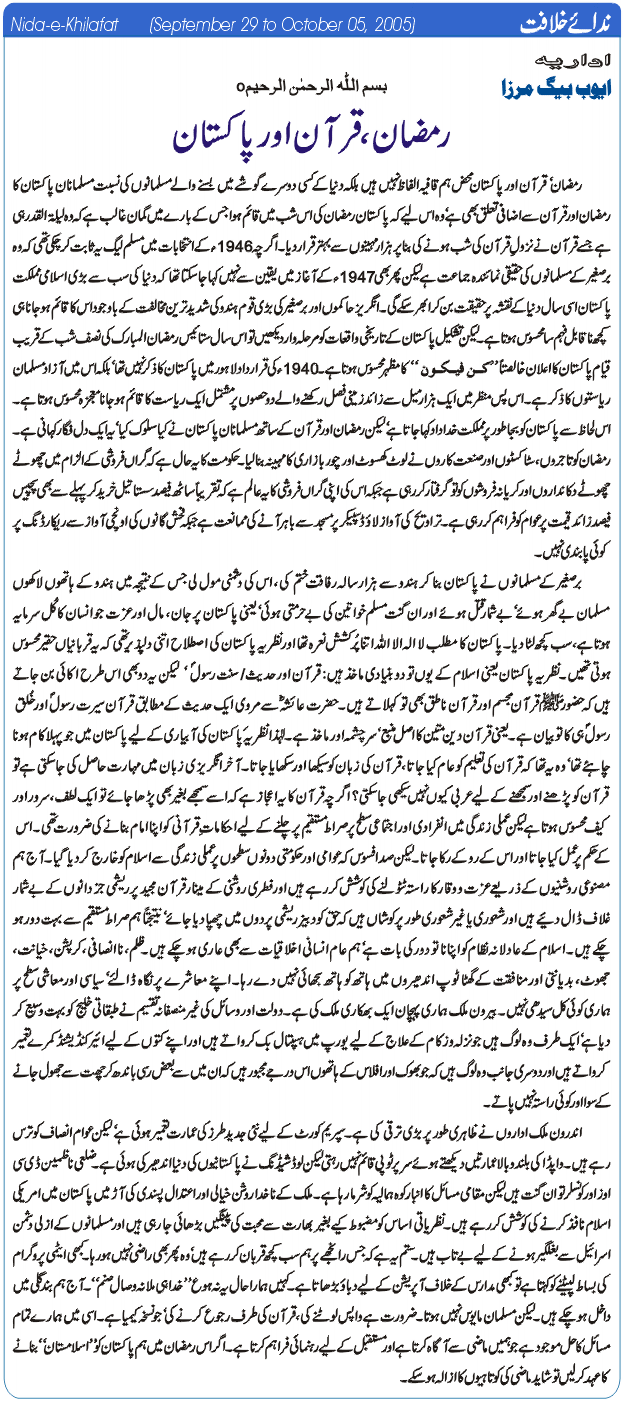 Nida-e-Khilafat (September 29 to October 05, 2005) ندائے خلافت
اداریہ
ایوب بیگ مرزا
بسم اللہ الرحمٰن الرحیم o
رمضان، قرآن اور پاکستان
رمضان‘ قرآن اور پاکستان محض ہم قافیہ الفاظ نہیں ہیں بلکہ دنیا کے کسی دوسرے گوشے میں بسنے والے مسلمانوں کی نسبت مسلمانان پاکستان کا
رمضان اور قرآن سے اضافی تعلق بھی ہے‘ وہ اس لیے کہ پاکستان رمضان کی اس شب میں قائم ہوا جس کے بارے میں گمان غالب ہے کہ وہ لیلۃ القدر ہی
ہے جسے قرآن نے نزولِ قرآن کی شب ہونے کی بنا پر ہزار مہینوں سے بہتر قرار دیا۔ اگرچہ 1946ء کے انتخابات میں مسلم لیگ یہ ثابت کر چکی تھی کہ وہ
برصغیر کے مسلمانوں کی حقیقی نمائندہ جماعت ہے لیکن پھر بھی 1947ء کے آغاز میں یقین سے نہیں کہا جا سکتا تھا کہ دنیا کی سب سے بڑی اسلامی مملکت
پاکستان اسی سال دنیا کے نقشہ پر حقیقت بن کر ابھر سکے گی۔ انگریز حاکموں اور برصغیر کی بڑی قوم ہندو کی شدید ترین مخالفت کے باوجود اس کا قائم ہو جانا ہی
کچھ ناقابل فہم سا محسوس ہوتا ہے۔ لیکن تشکیل پاکستان کے تاریخی واقعات کو مرحلہ وار دیکھیں تو اس سال ستائیس رمضان المبارک کی نصف شب کے قریب
قیام پاکستان کا اعلان خالصتاً ’’کن فیکون‘‘ کا مظہر محسوس ہوتا ہے۔ 1940ء کی قرارداد لاہور میں پاکستان کا ذکر نہیں تھا‘ بلکہ اس میں آزاد مسلمان
ریاستوں کا ذکر ہے۔ اس پس منظر میں ایک ہزار میل سے زائد زمینی فصل رکھنے والے دو حصوں پر مشتمل ایک ریاست کا قائم ہو جانا معجزہ محسوس ہوتا ہے۔
اس لحاظ سے پاکستان کو بجا طور پر مملکت خداداد کہا جاتا ہے‘ لیکن رمضان اور قرآن کے ساتھ مسلمانان پاکستان نے کیا سلوک کیا‘ یہ ایک دل فگار کہانی ہے۔
رمضان کو تاجروں، سٹاکسٹوں اور صنعت کاروں نے لوٹ کھسوٹ اور چور بازاری کا مہینہ بنا لیا۔ حکومت کا یہ حال ہے کہ گراں فروشی کے الزام میں چھوٹے
چھوٹے دکانداروں اور کریانہ فروشوں کو تو گرفتار کر رہی ہے جبکہ اس کی اپنی گراں فروشی کا یہ عالم ہے کہ تقریباً ساٹھ فیصد سستا تیل خرید کر پہلے سے بھی پچیس
فیصد زائد قیمت پر عوام کو فراہم کر رہی ہے۔ تراویح کی آواز لاؤڈ سپیکر پر مسجد سے باہر آنے کی ممانعت ہے جبکہ فحش گانوں کی اونچی آواز سے ریکارڈنگ پر
کوئی پابندی نہیں۔
برصغیر کے مسلمانوں نے پاکستان بنا کر ہندو سے ہزار سالہ رفاقت ختم کی، اس کی دشمنی مول لی جس کے نتیجہ میں ہندو کے ہاتھوں لاکھوں
مسلمان بے گھر ہوئے‘ بے شمار قتل ہوئے اور ان گنت مسلم خواتین کی بے حرمتی ہوئی‘ یعنی پاکستان پر جان، مال اور عزت جو انسان کا کُل سرمایہ
ہوتا ہے، سب کچھ لٹا دیا۔ پاکستان کا مطلب لا الہ الا اللہ اتنا پُرکشش نعرہ تھا اور نظریہ پاکستان کی اصطلاح اتنی دلپذیر تھی کہ یہ قربانیاں حقیر محسوس
ہوتی تھیں۔ نظریہ پاکستان یعنی اسلام کے یوں تو دو بنیادی ماخذ ہیں: قرآن اور حدیث/سنت رسولؐ‘ لیکن یہ دو بھی اس طرح اکائی بن جاتے
ہیں کہ حضور ﷺ قرآن مجسم اور قرآن ناطق بھی تو کہلاتے ہیں۔ حضرت عائشہؓ سے مروی ایک حدیث کے مطابق قرآن سیرت رسولؐ اور خُلق
رسولؐ ہی کا تو بیان ہے۔ یعنی قرآن دین متین کا اصل منبع‘ سرچشمہ اور ماخذ ہے۔ لہٰذا نظریۂ پاکستان کی آبیاری کے لیے پاکستان میں جو پہلا کام ہونا
چاہئے تھا‘ وہ یہ تھا کہ قرآن کی تعلیم کو عام کیا جاتا، قرآن کی زبان کو سیکھا اور سکھایا جاتا۔ آخر انگریزی زبان میں مہارت حاصل کی جا سکتی ہے تو
قرآن کو پڑھنے اور سمجھنے کے لیے عربی کیوں نہیں سیکھی جا سکتی؟ اگرچہ قرآن کا یہ اعجاز ہے کہ اسے سمجھے بغیر بھی پڑھا جائے تو ایک لطف، سرور اور
کیف محسوس ہوتا ہے لیکن عملی زندگی میں انفرادی اور اجتماعی سطح پر صراط مستقیم پر چلنے کے لیے احکاماتِ قرآنی کو اپنا امام بنانے کی ضرورت تھی۔ اس
کے حکم پر عمل کیا جاتا اور اس کے روکے رکا جاتا۔ لیکن صد افسوس کہ عوامی اور حکومتی دونوں سطحوں پر عملی زندگی سے اسلام کو خارج کر دیا گیا۔ آج ہم
مصنوعی روشنیوں کے ذریعے عزت و وقار کا راستہ ٹٹولنے کی کوشش کر رہے ہیں اور فطری روشنی کے مینار قرآن مجید پر ریشمی جزدانوں کے بے شمار
غلاف ڈال دیئے ہیں اور شعوری یا غیر شعوری طور پر کوشاں ہیں کہ حق کو دبیز ریشمی پردوں میں چھپا دیا جائے‘ نتیجتاً ہم صراط مستقیم سے بہت دور ہو
چکے ہیں۔ اسلام کے عادلانہ نظام کو اپنانا تو دور کی بات ہے‘ ہم عام انسانی اخلاقیات سے بھی عاری ہو چکے ہیں۔ ظلم، ناانصافی، کرپشن، خیانت،
جھوٹ، بددیانتی اور منافقت کے گھٹا ٹوپ اندھیروں میں ہاتھ کو ہاتھ سجھائی نہیں دے رہا۔ اپنے معاشرے پر نگاہ ڈالئے‘ سیاسی اور معاشی سطح پر
ہماری کوئی کل سیدھی نہیں۔ بیرون ملک ہماری پہچان ایک بھکاری ملک کی ہے۔ دولت اور وسائل کی غیر منصفانہ تقسیم نے طبقاتی خلیج کو بہت وسیع کر
دیا ہے‘ ایک طرف وہ لوگ ہیں جو نزلہ و زکام کے علاج کے لیے یورپ میں ہسپتال بک کرواتے ہیں اور اپنے کتوں کے لیے ائیرکنڈیشنڈ کمرے تعمیر
کرواتے ہیں اور دوسری جانب وہ لوگ ہیں کہ جو بھوک اور افلاس کے ہاتھوں اس درجے مجبور ہیں کہ ان میں سے بعض رسی باندھ کر چھت سے جھول جانے
کے سوا اور کوئی راستہ نہیں پاتے۔
اندرون ملک اداروں نے ظاہری طور پر بڑی ترقی کی ہے۔ سپریم کورٹ کے لیے نئی جدید طرز کی عمارت تعمیر ہوئی ہے‘ لیکن عوام انصاف کو ترس
رہے ہیں۔ واپڈا کی بلند و بالا عمارتیں دیکھتے ہوئے سر پر ٹوپی قائم نہیں رہتی لیکن لوڈشیڈنگ نے پاکستانیوں کی دنیا اندھیر کی ہوئی ہے۔ ضلعی ناظمین ڈی سی
اوز اور کونسلر تو ان گنت ہیں لیکن مقامی مسائل کا انبار کوہ ہمالیہ کو شرما رہا ہے۔ ملک کے ناخدا روشن خیالی اور اعتدال پسندی کی آڑ میں پاکستان میں امریکی
اسلام نافذ کرنے کی کوشش کر رہے ہیں۔ نظریاتی اساس کو مضبوط کیے بغیر بھارت سے محبت کی پینگیں بڑھائی جا رہی ہیں اور مسلمانوں کے ازلی دشمن
اسرائیل سے بغلگیر ہونے کے لیے بے تاب ہیں۔ ستم یہ ہے کہ جس رانجھے پر ہم سب کچھ قربان کر رہے ہیں‘ وہ پھر بھی راضی نہیں ہو رہا۔ کبھی ایٹمی پروگرام
کی بساط لپیٹنے کو کہتا ہے تو کبھی مدارس کے خلاف آپریشن کے لیے دباؤ بڑھاتا ہے۔ کہیں ہمارا حال یہ نہ ہو ع ’’خدا ہی ملا نہ وصالِ صنم‘‘۔ آج ہم بند گلی میں
داخل ہو چکے ہیں۔ لیکن مسلمان مایوس نہیں ہوتا۔ ضرورت ہے واپس لوٹنے کی، قرآن کی طرف رجوع کرنے کی‘ جو نسخہ کیمیا ہے۔ اسی میں ہمارے تمام
مسائل کا حل موجود ہے جو ہمیں ماضی سے آگاہ کرتا ہے اور مستقبل کے لیے رہنمائی فراہم کرتا ہے۔ اگر اس رمضان میں ہم پاکستان کو ’’اسلامستان‘‘ بنانے
کا عہد کر لیں تو شاید ماضی کی کوتاہیوں کا ازالہ ہو سکے۔